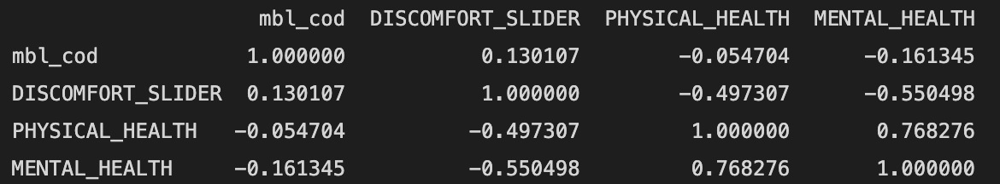 mbl_cod DISCOMFORT_SLIDER PHYSICAL_HEALTH MENTAL_HEALTH
mbl_cod 1.000000 0.130107 -0.054704 -0.161345
DISCOMFORT_SLIDER 0.130107 1.000000 -0.497307 -0.550498
PHYSICAL_HEALTH -0.054704 -0.497307 1.000000 0.768276
MENTAL_HEALTH -0.161345 -0.550498 0.768276 1.000000